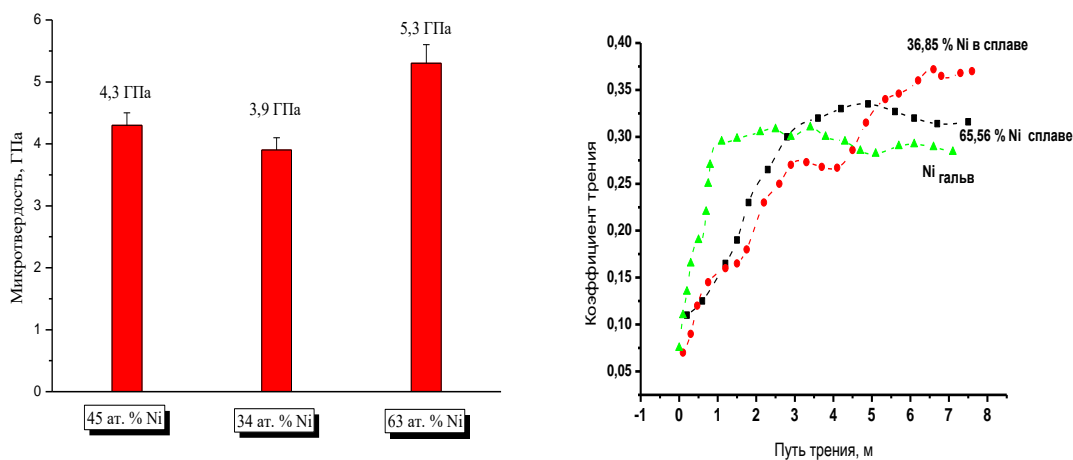 6
5
4
3
2
1
0
Микротвердость, ГПа
4,3 ГПа
3,9 ГПа
5,3 ГПа
45 ат. % Ni
34 ат. % Ni
63 ат. % Ni
0,40
0,35
0,30
0,25
0,20
0,15
0,10
0,05
Коэффициент трения
36,85 % Ni в сплаве
65,56 % Ni сплаве
Ni гальв
-1 0 1 2 3 4 5 6 7 8
Путь трения, м